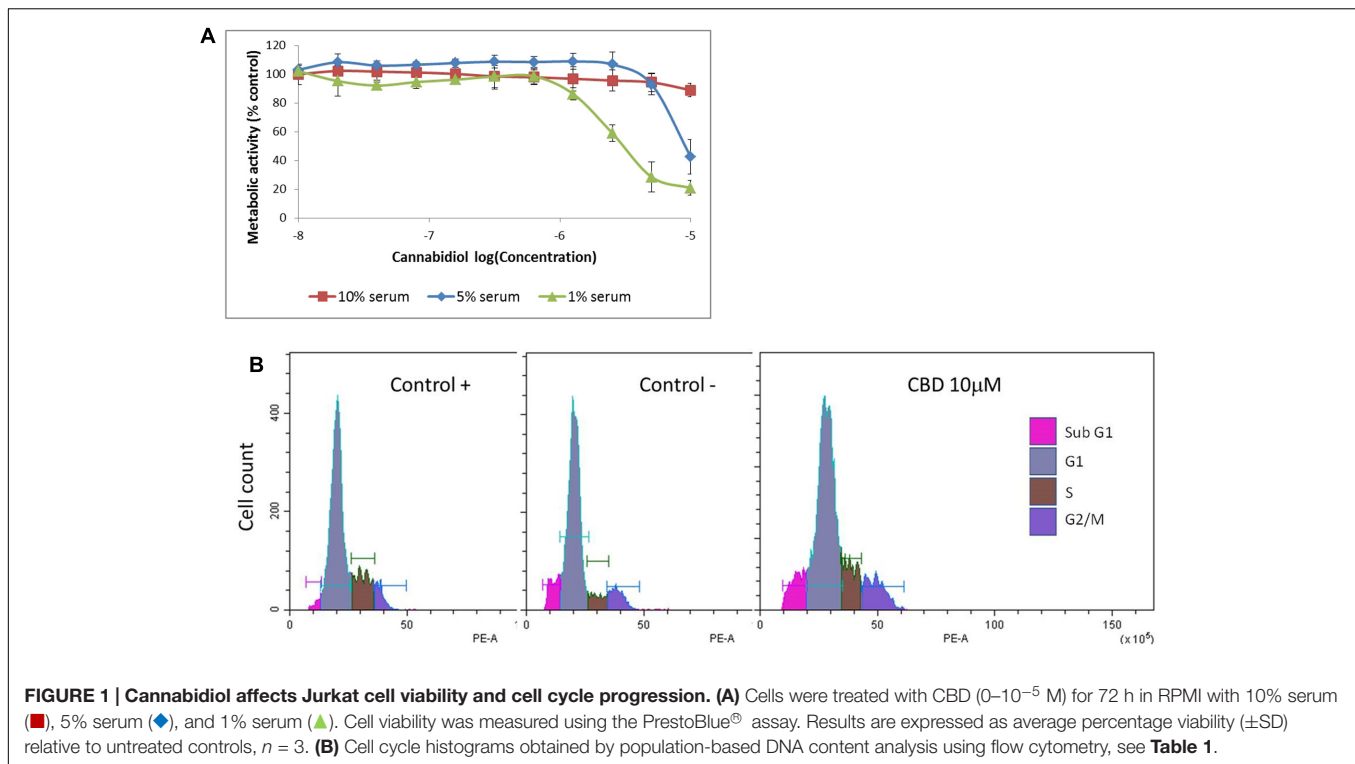 A
120
100
80
60
40
20
0
Metabolic activity (% control)
-8 -7 -6 -5
Cannabidiol log(Concentration)
10% serum 5% serum 1% serum
B
Control + Control - CBD 10µM
400
200
0
Cell count
Sub G1
G1
S
G2/M
0 50 1 0 50 0 50 100 150
PE-A PE-A PE-A (x 10⁵)
FIGURE 1 | Cannabidiol affects Jurkat cell viability and cell cycle progression. (A) Cells were treated with CBD (0–10⁻⁵ M) for 72 h in RPMI with 10% serum
(■), 5% serum (◆), and 1% serum (▲). Cell viability was measured using the PrestoBlue® assay. Results are expressed as average percentage viability (±SD)
relative to untreated controls, n = 3. (B) Cell cycle histograms obtained by population-based DNA content analysis using flow cytometry, see Table 1.